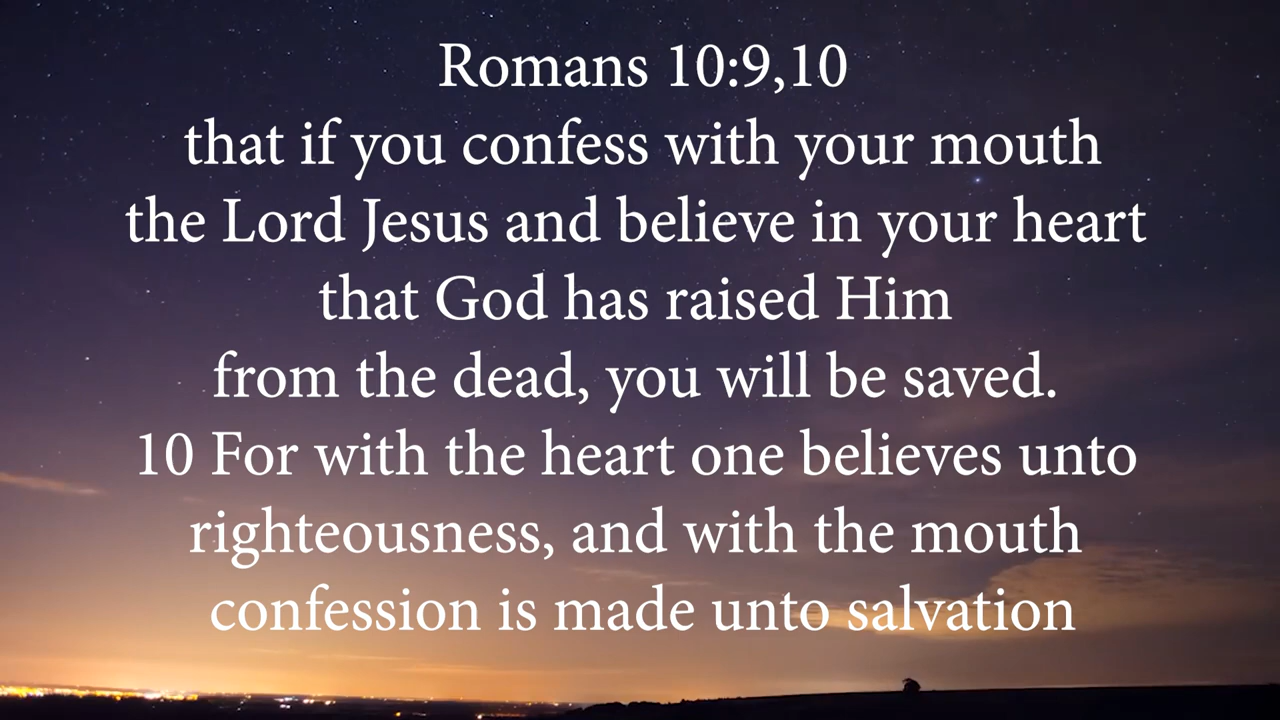 Romans 10:9,10
that if you confess with your mouth
the Lord Jesus and believe in your heart
that God has raised Him
from the dead, you will be saved.
10 For with the heart one believes unto
righteousness, and with the mouth
confession is made unto salvation